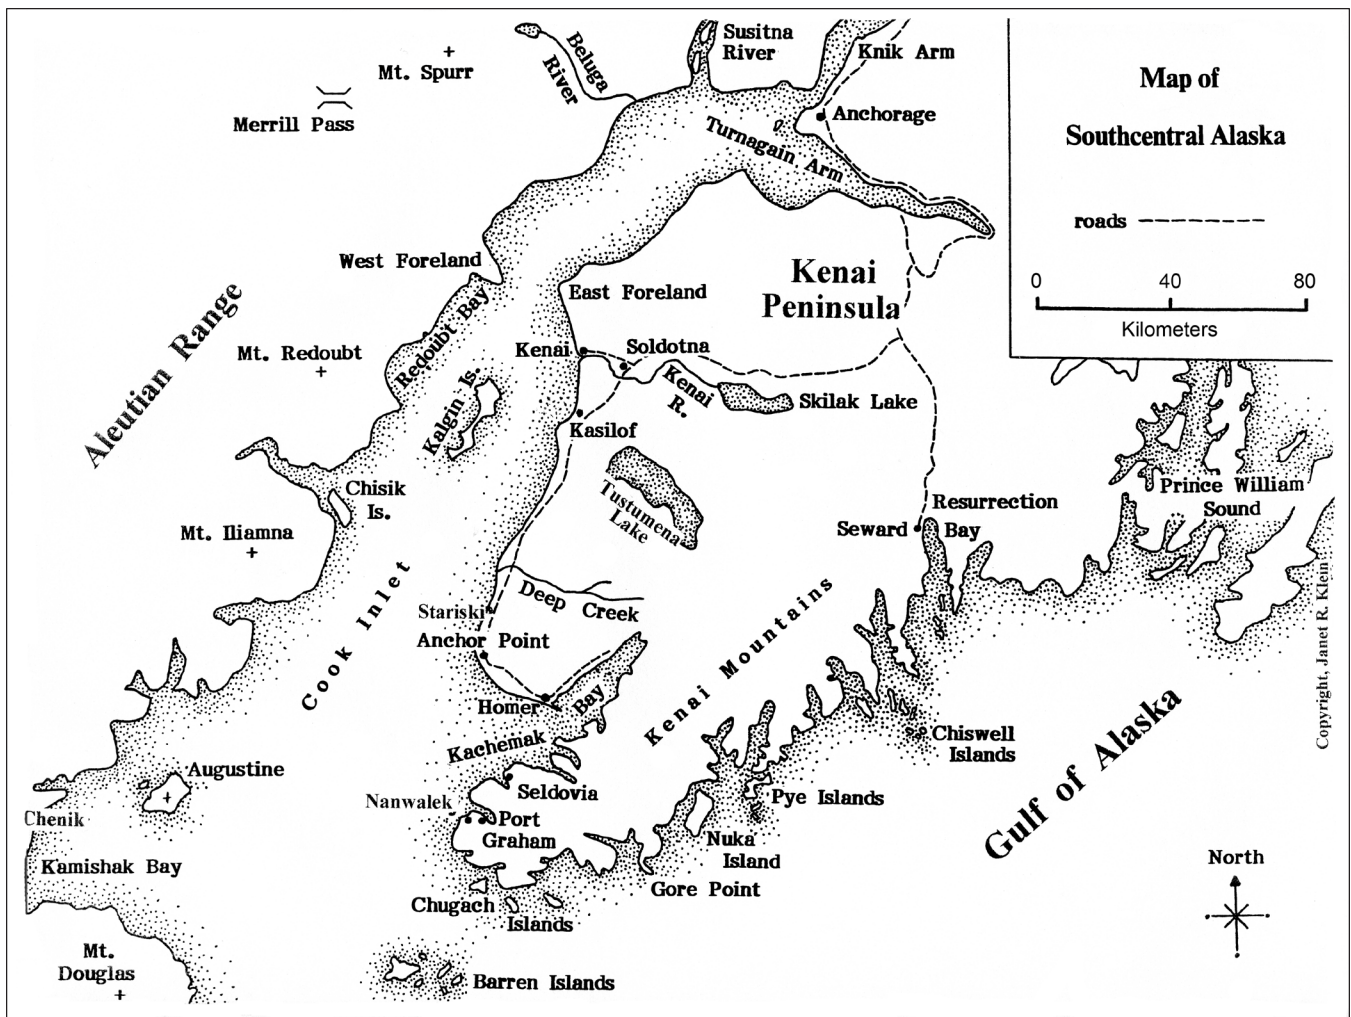 Susitna
River
Knik Arm
Beluga
River
Mt. Spurr
Merrill Pass
Anchorage
Turnagain Arm
Map of
Southcentral Alaska
roads
0 40 80
Kilometers
West Foreland
East Foreland
Kenai
Peninsula
Aleutian Range
Mt. Redoubt
Redoubt Bay
Kalgin Is.
Kenai
Soldotna
Kenai
R.
Skilak Lake
Kasilof
Chisik
Is.
Tustumena
Lake
Mt. Iliamna
Prince William
Sound
Resurrection
Bay
Seward
Cook Inlet
Deep Creek
Stariski
Anchor Point
Homer
Kachemak Bay
Kenai Mountains
Copyright, Janet R. Klein
Chiswell
Islands
Gulf of Alaska
Augustine
Chenik
Kamishak Bay
Nanwalek
Seldovia
Port
Graham
Pye Islands
Nuka
Island
Gore Point
Chugach
Islands
North
Mt.
Douglas
Barren Islands